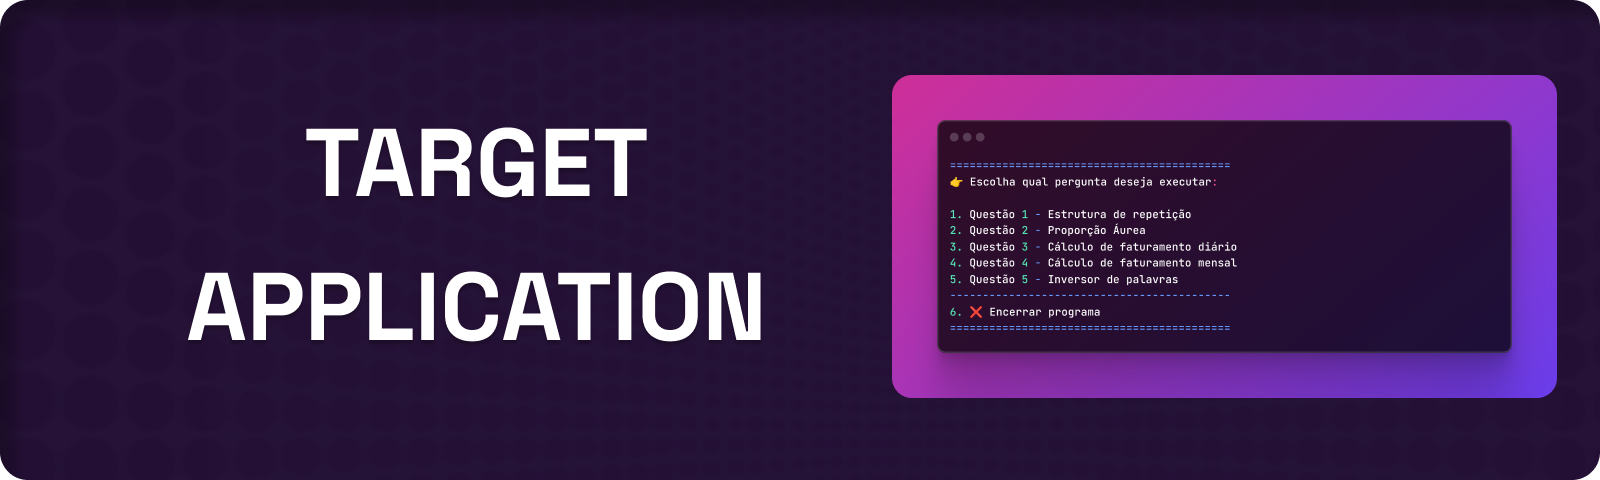 TARGET
APPLICATION
===========================================
👉 Escolha qual pergunta deseja executar:
1. Questão 1 - Estrutura de repetição
2. Questão 2 - Proporção Áurea
3. Questão 3 - Cálculo de faturamento diário
4. Questão 4 - Cálculo de faturamento mensal
5. Questão 5 - Inversor de palavras
-------------------------------------------
6. ❌ Encerrar programa
===========================================